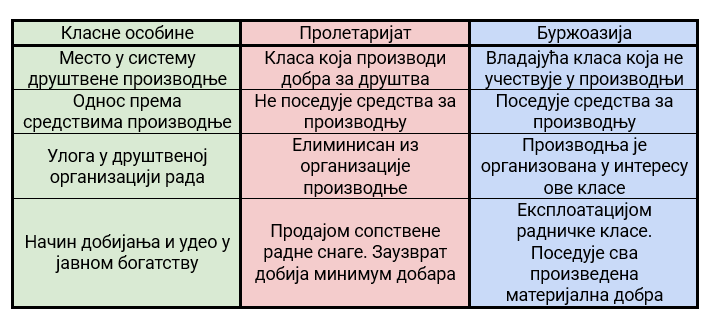 Класне особине
Пролетаријат
Буржоазија
Место у систему
друштвене производње
Класа која производи
добра за друштва
Владајућа класа која не
учествује у производњи
Однос према
средствима производње
Не поседује средства за
производњу
Поседује средства за
производњу
Улога у друштвеној
организацији рада
Елиминисан из
организације
производње
Производња је
организована у интересу
ове класе
Начин добијања и удео у
јавном богатству
Продајом сопствене
радне снаге. Заузврат
добија минимум добара
Експлоатацијом
радничке класе.
Поседује сва
произведена
материјална добра